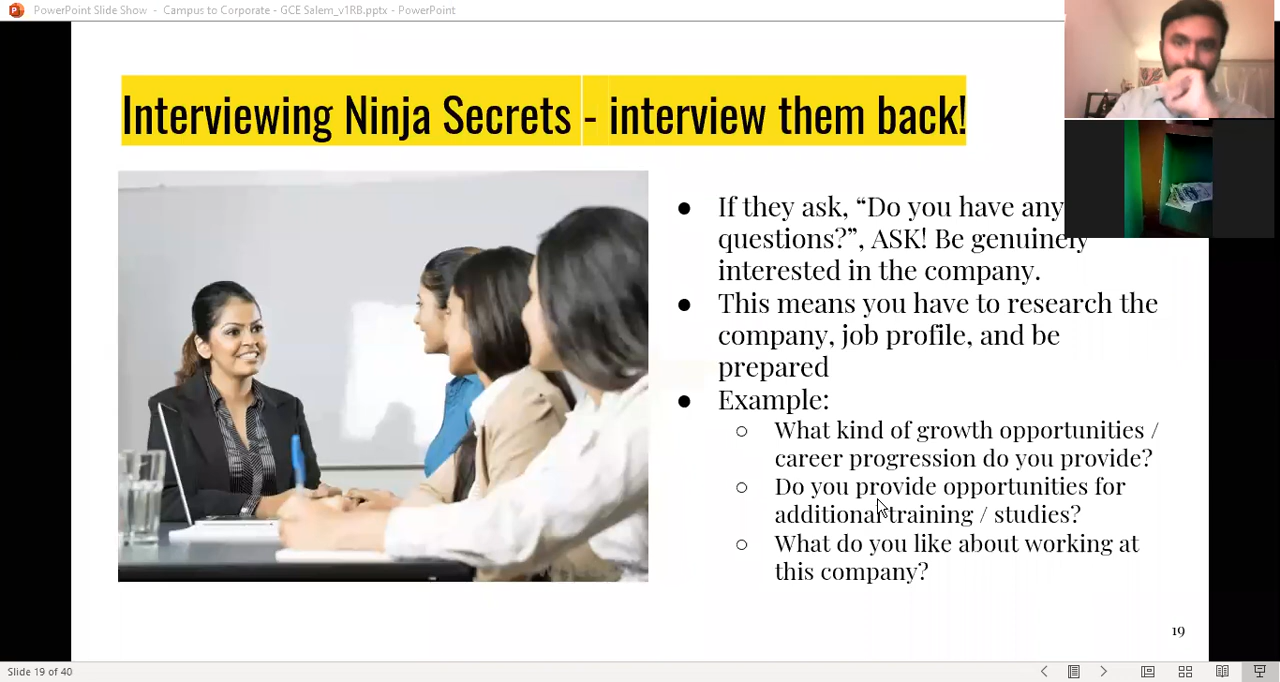 PowerPoint Slide Show - Campus to Corporate - GCE Salem_v1RB.pptx - PowerPoint
Interviewing Ninja Secrets - interview them back!
● If they ask, “Do you have any
questions?”, ASK! Be genuinely
interested in the company.
● This means you have to research the
company, job profile, and be
prepared
● Example:
○ What kind of growth opportunities /
career progression do you provide?
○ Do you provide opportunities for
additional training / studies?
○ What do you like about working at
this company?
19
Slide 19 of 40